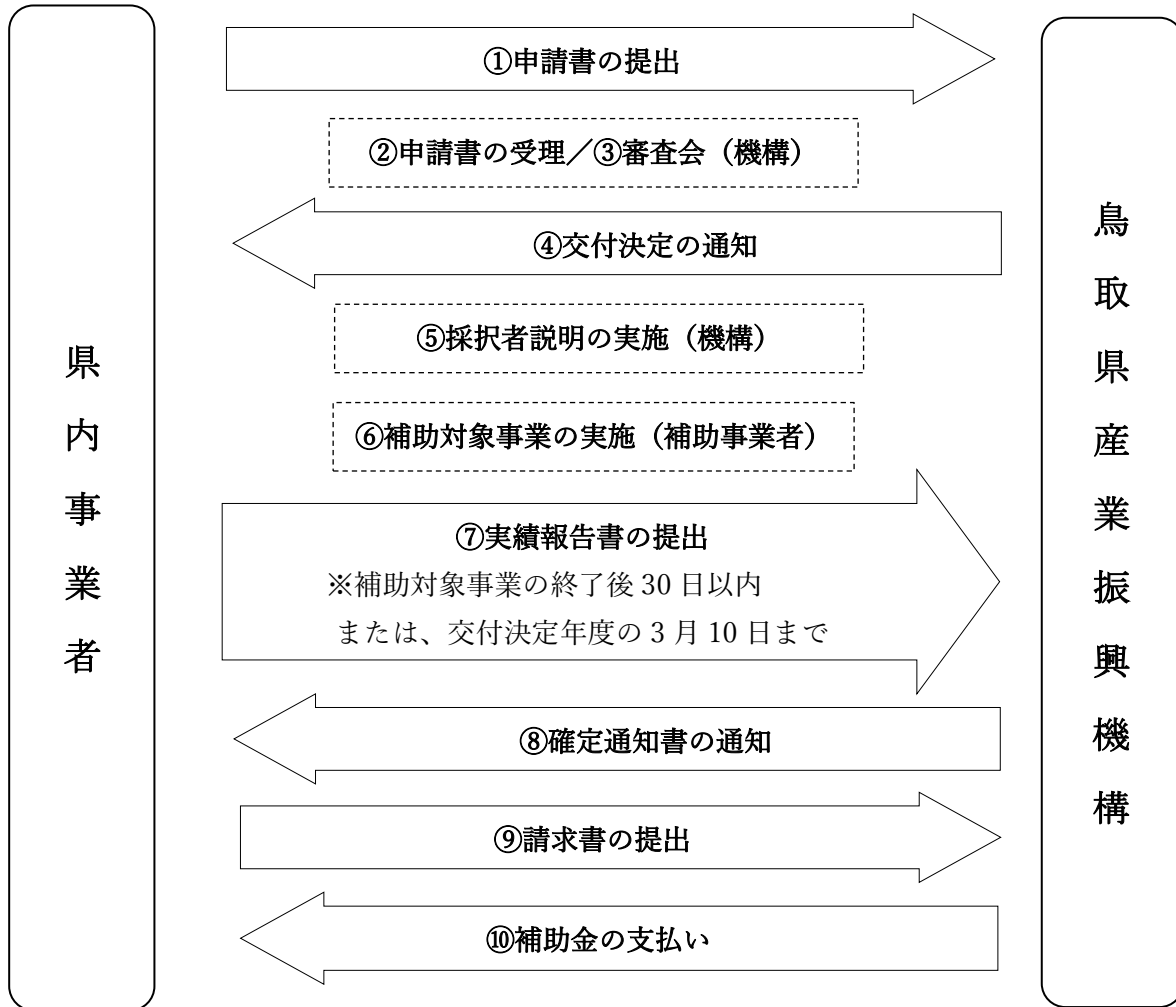 県内事業者
①申請書の提出
②申請書の受理／③審査会（機構）
④交付決定の通知
⑤採択者説明の実施（機構）
⑥補助対象事業の実施（補助事業者）
⑦実績報告書の提出
※補助対象事業の終了後 30 日以内
または、交付決定年度の 3 月 10 日まで
⑧確定通知書の通知
⑨請求書の提出
⑩補助金の支払い
鳥取県産業振興機構